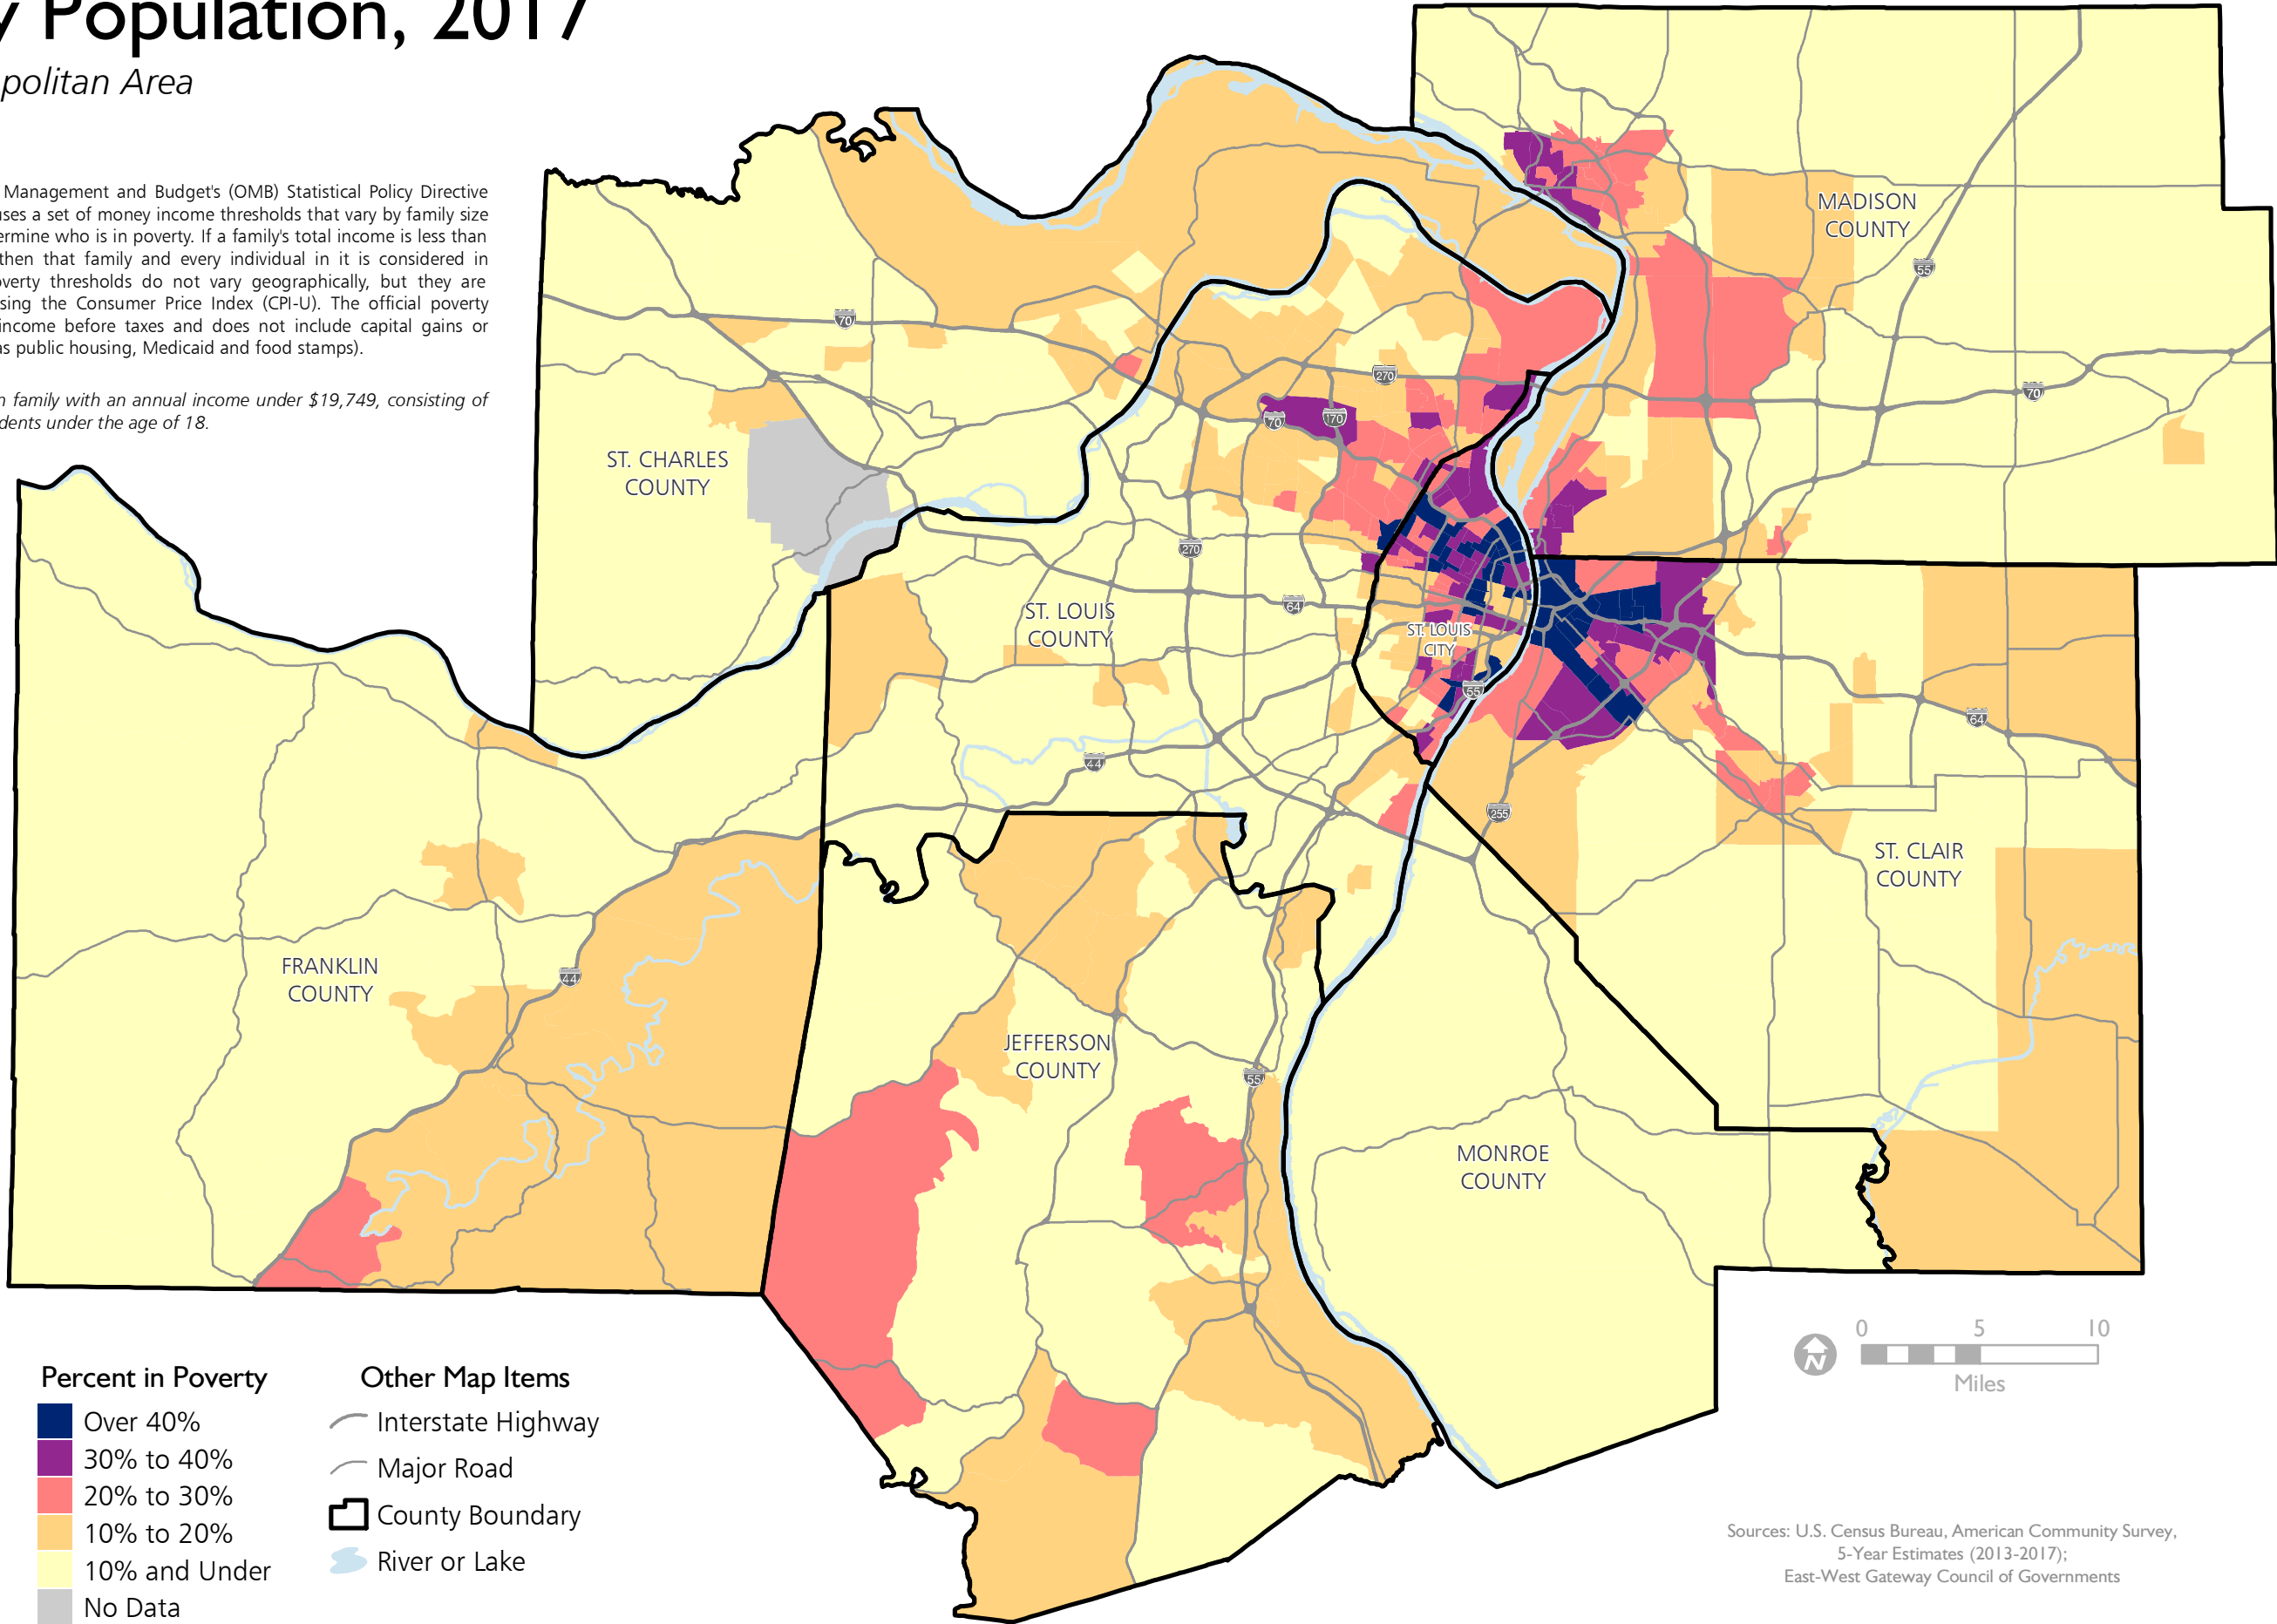 y Population, 2017
politan Area
Management and Budget's (OMB) Statistical Policy Directive
uses a set of money income thresholds that vary by family size
ermine who is in poverty. If a family's total income is less than
then that family and every individual in it is considered in
overty thresholds do not vary geographically, but they are
sing the Consumer Price Index (CPI-U). The official poverty
income before taxes and does not include capital gains or
as public housing, Medicaid and food stamps).
n family with an annual income under $19,749, consisting of
dents under the age of 18.
MADISON
COUNTY
55
70
270
70
170
70
ST. CHARLES
COUNTY
270
64
ST. LOUIS
COUNTY
ST. LOUIS
CITY
55
64
44
255
ST. CLAIR
COUNTY
FRANKLIN
COUNTY
44
JEFFERSON
COUNTY
55
MONROE
COUNTY
0 5 10
N
Miles
Percent in Poverty
Over 40%
30% to 40%
20% to 30%
10% to 20%
10% and Under
No Data
Other Map Items
Interstate Highway
Major Road
County Boundary
River or Lake
Sources: U.S. Census Bureau, American Community Survey,
5-Year Estimates (2013-2017);
East-West Gateway Council of Governments